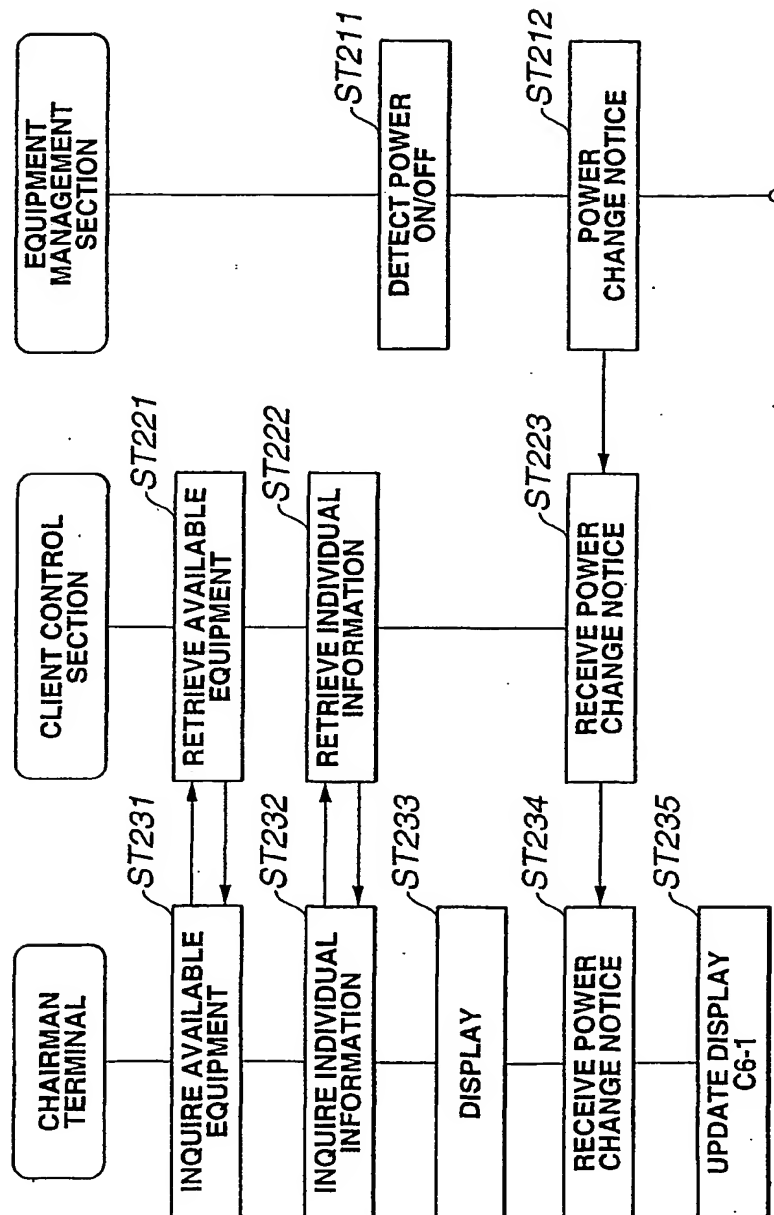 CHAIRMAN
TERMINAL
INQUIRE AVAILABLE
EQUIPMENT
ST231
INQUIRE INDIVIDUAL
INFORMATION
ST232
DISPLAY
ST233
RECEIVE POWER
CHANGE NOTICE
ST234
UPDATE DISPLAY
C6-1
ST235
CLIENT CONTROL
SECTION
RETRIEVE AVAILABLE
EQUIPMENT
ST221
RETRIEVE INDIVIDUAL
INFORMATION
ST222
RECEIVE POWER
CHANGE NOTICE
ST223
EQUIPMENT
MANAGEMENT
SECTION
DETECT POWER
ON/OFF
ST211
POWER
CHANGE NOTICE
ST212